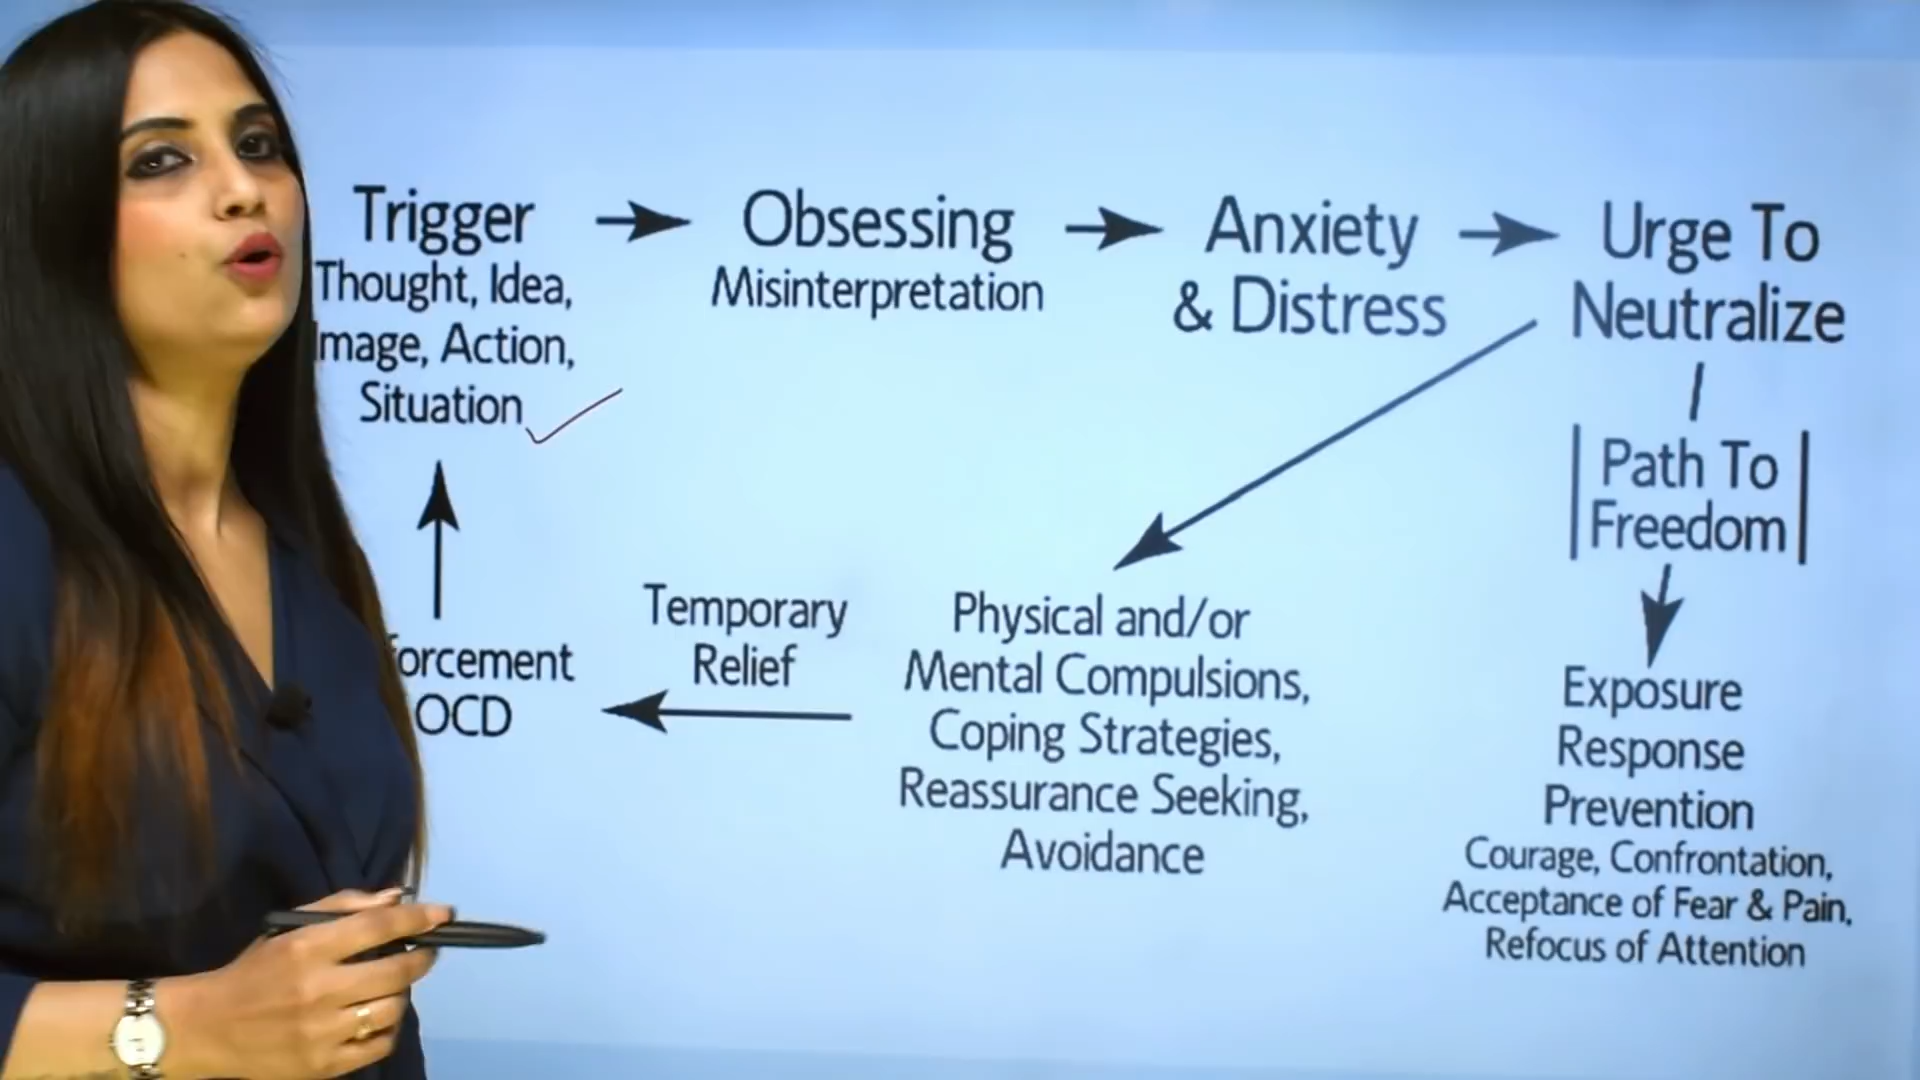 Trigger
Thought, Idea,
Image, Action,
Situation
Obsessing
Misinterpretation
Anxiety
& Distress
Urge To
Neutralize
Path To
Freedom
Exposure
Response
Prevention
Courage, Confrontation,
Acceptance of Fear & Pain,
Refocus of Attention
Physical and/or
Mental Compulsions,
Coping Strategies,
Reassurance Seeking,
Avoidance
Temporary
Relief
forcement
OCD